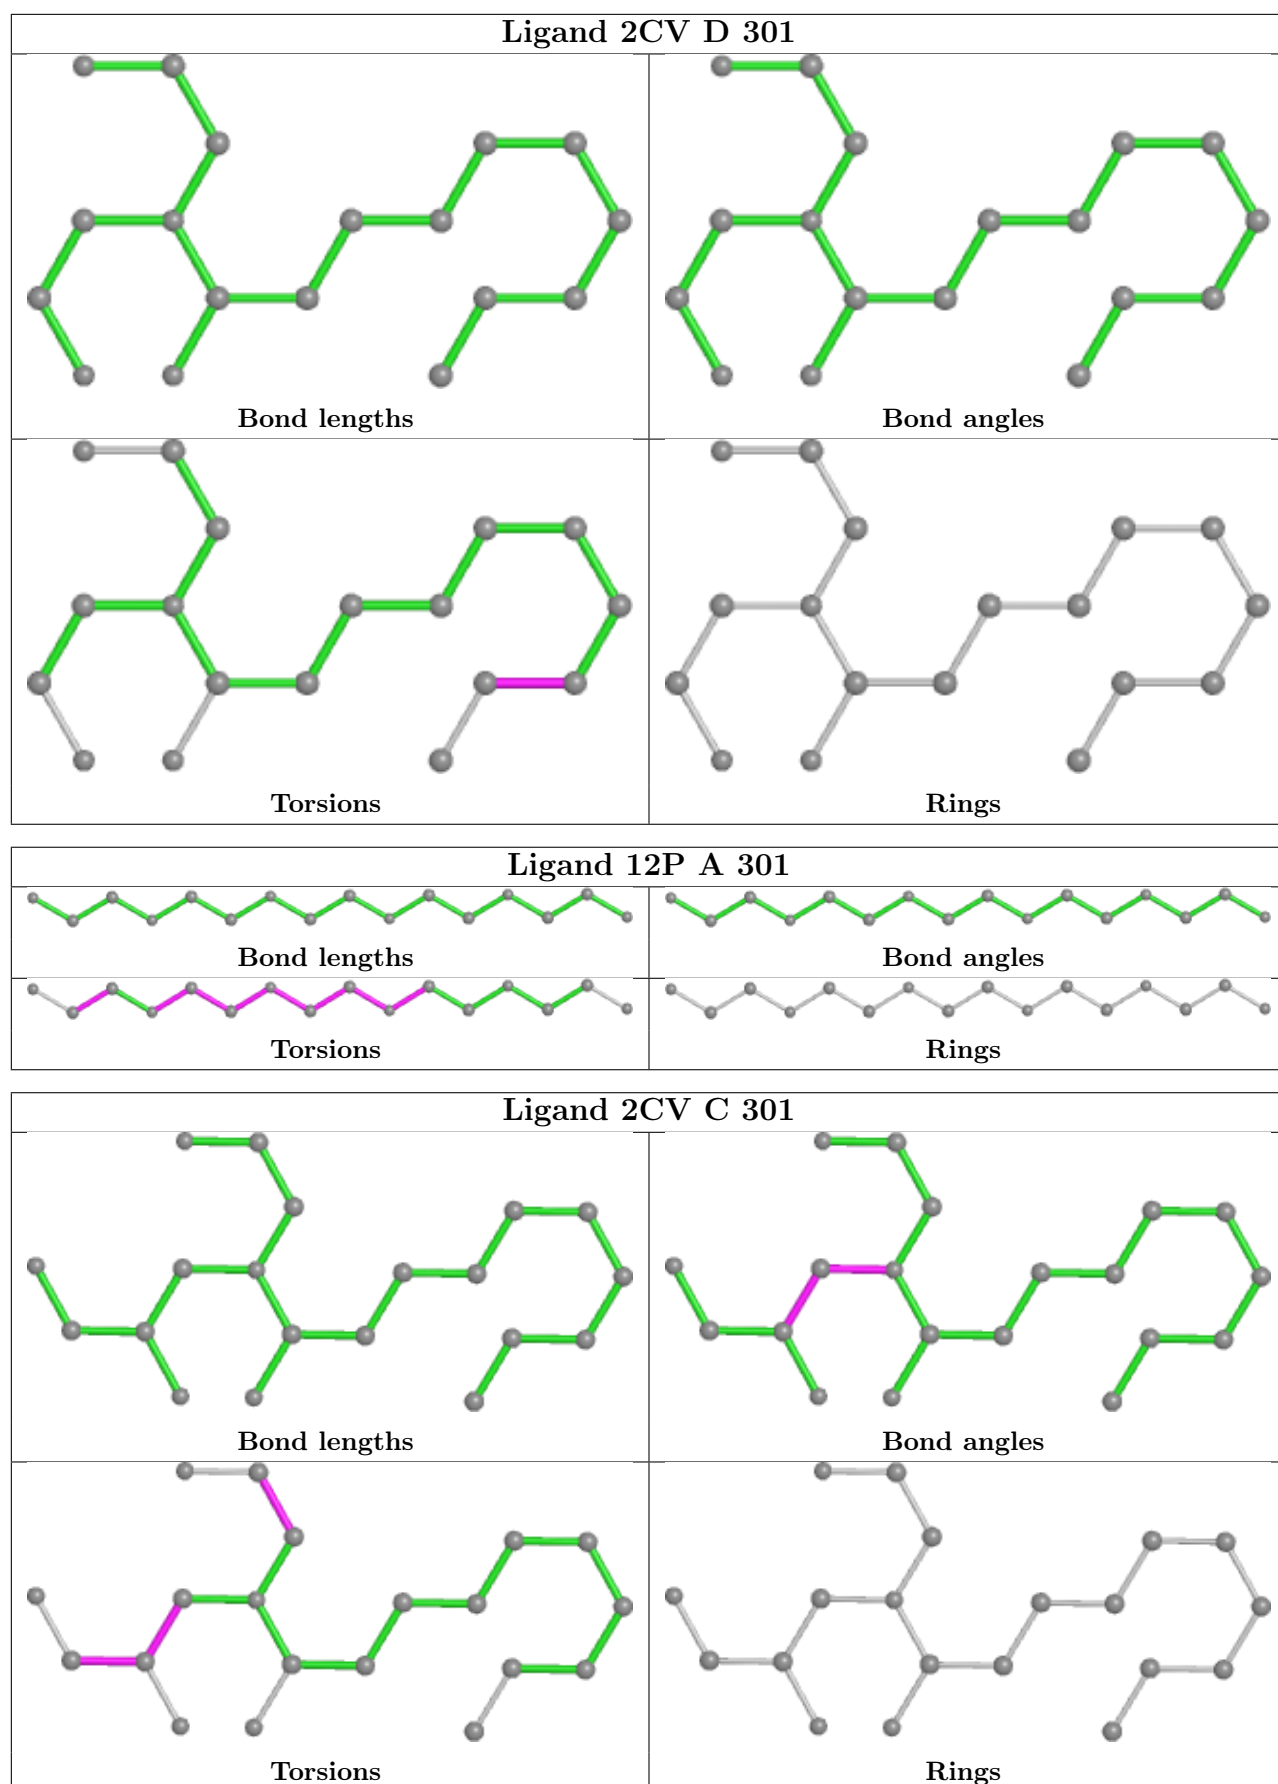 Ligand 2CV D 301
Bond lengths
Bond angles
Torsions
Rings
Ligand 12P A 301
Bond lengths
Bond angles
Torsions
Rings
Ligand 2CV C 301
Bond lengths
Bond angles
Torsions
Rings